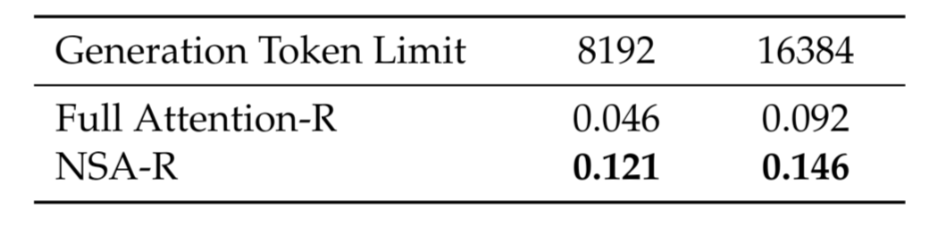 Generation Token Limit 8192 16384
Full Attention-R 0.046 0.092
NSA-R 0.121 0.146